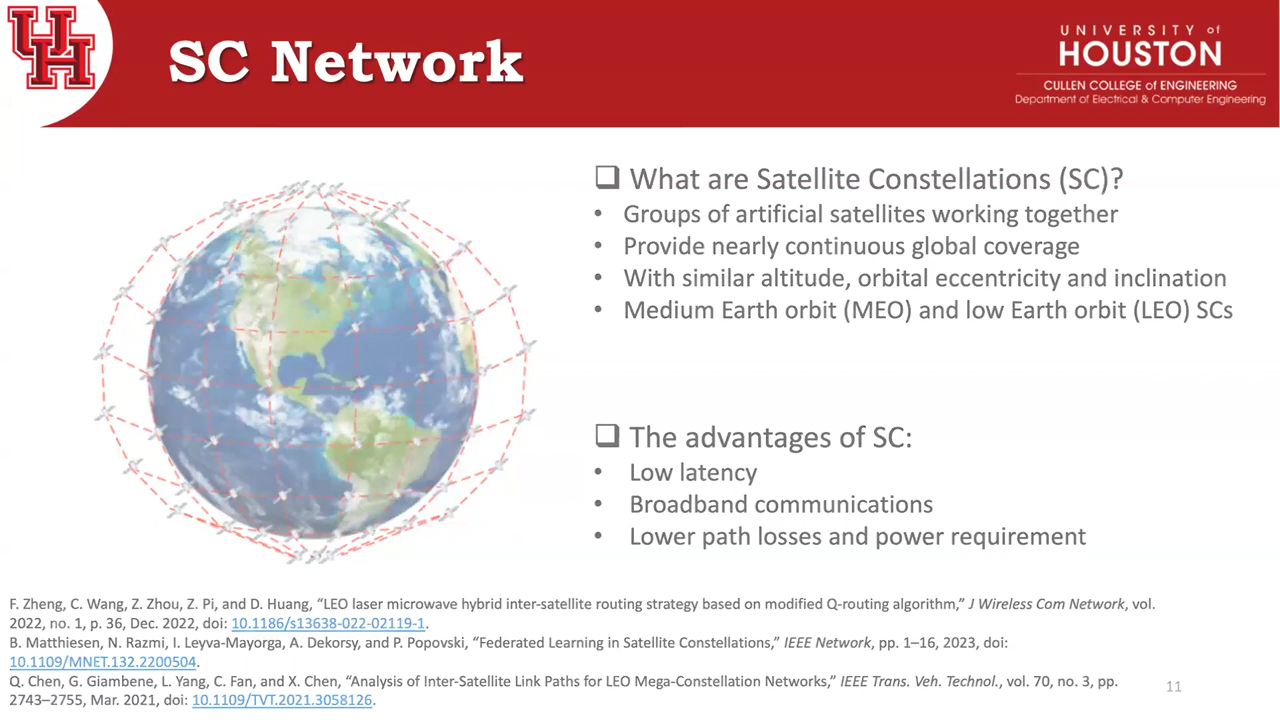 UH
SC Network
UNIVERSITY of
HOUSTON
CULLEN COLLEGE of ENGINEERING
Department of Electrical & Computer Engineering
❑ What are Satellite Constellations (SC)?
• Groups of artificial satellites working together
• Provide nearly continuous global coverage
• With similar altitude, orbital eccentricity and inclination
• Medium Earth orbit (MEO) and low Earth orbit (LEO) SCs
❑ The advantages of SC:
• Low latency
• Broadband communications
• Lower path losses and power requirement
F. Zheng, C. Wang, Z. Zhou, Z. Pi, and D. Huang, “LEO laser microwave hybrid inter-satellite routing strategy based on modified Q-routing algorithm,” J Wireless Com Network, vol.
2022, no. 1, p. 36, Dec. 2022, doi: 10.1186/s13638-022-02119-1.
B. Matthiesen, N. Razmi, I. Leyva-Mayorga, A. Dekorsy, and P. Popovski, “Federated Learning in Satellite Constellations,” IEEE Network, pp. 1–16, 2023, doi:
10.1109/MNET.132.2200504.
Q. Chen, G. Giambene, L. Yang, C. Fan, and X. Chen, “Analysis of Inter-Satellite Link Paths for LEO Mega-Constellation Networks,” IEEE Trans. Veh. Technol., vol. 70, no. 3, pp.
2743–2755, Mar. 2021, doi: 10.1109/TVT.2021.3058126.
11